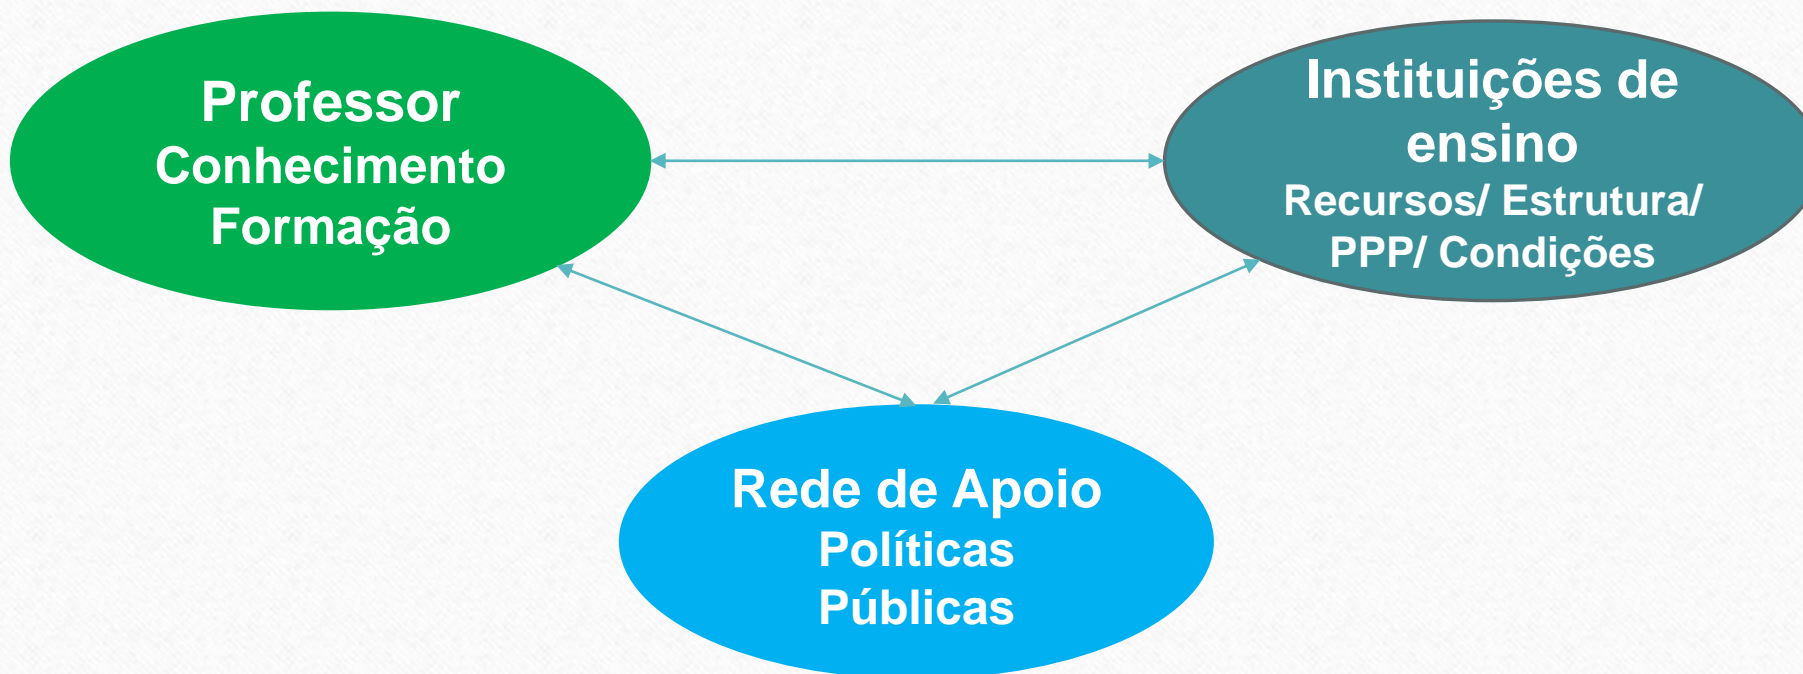 Professor
Conhecimento
Formação
Instituições de
ensino
Recursos/ Estrutura/
PPP/ Condições
Rede de Apoio
Políticas
Públicas